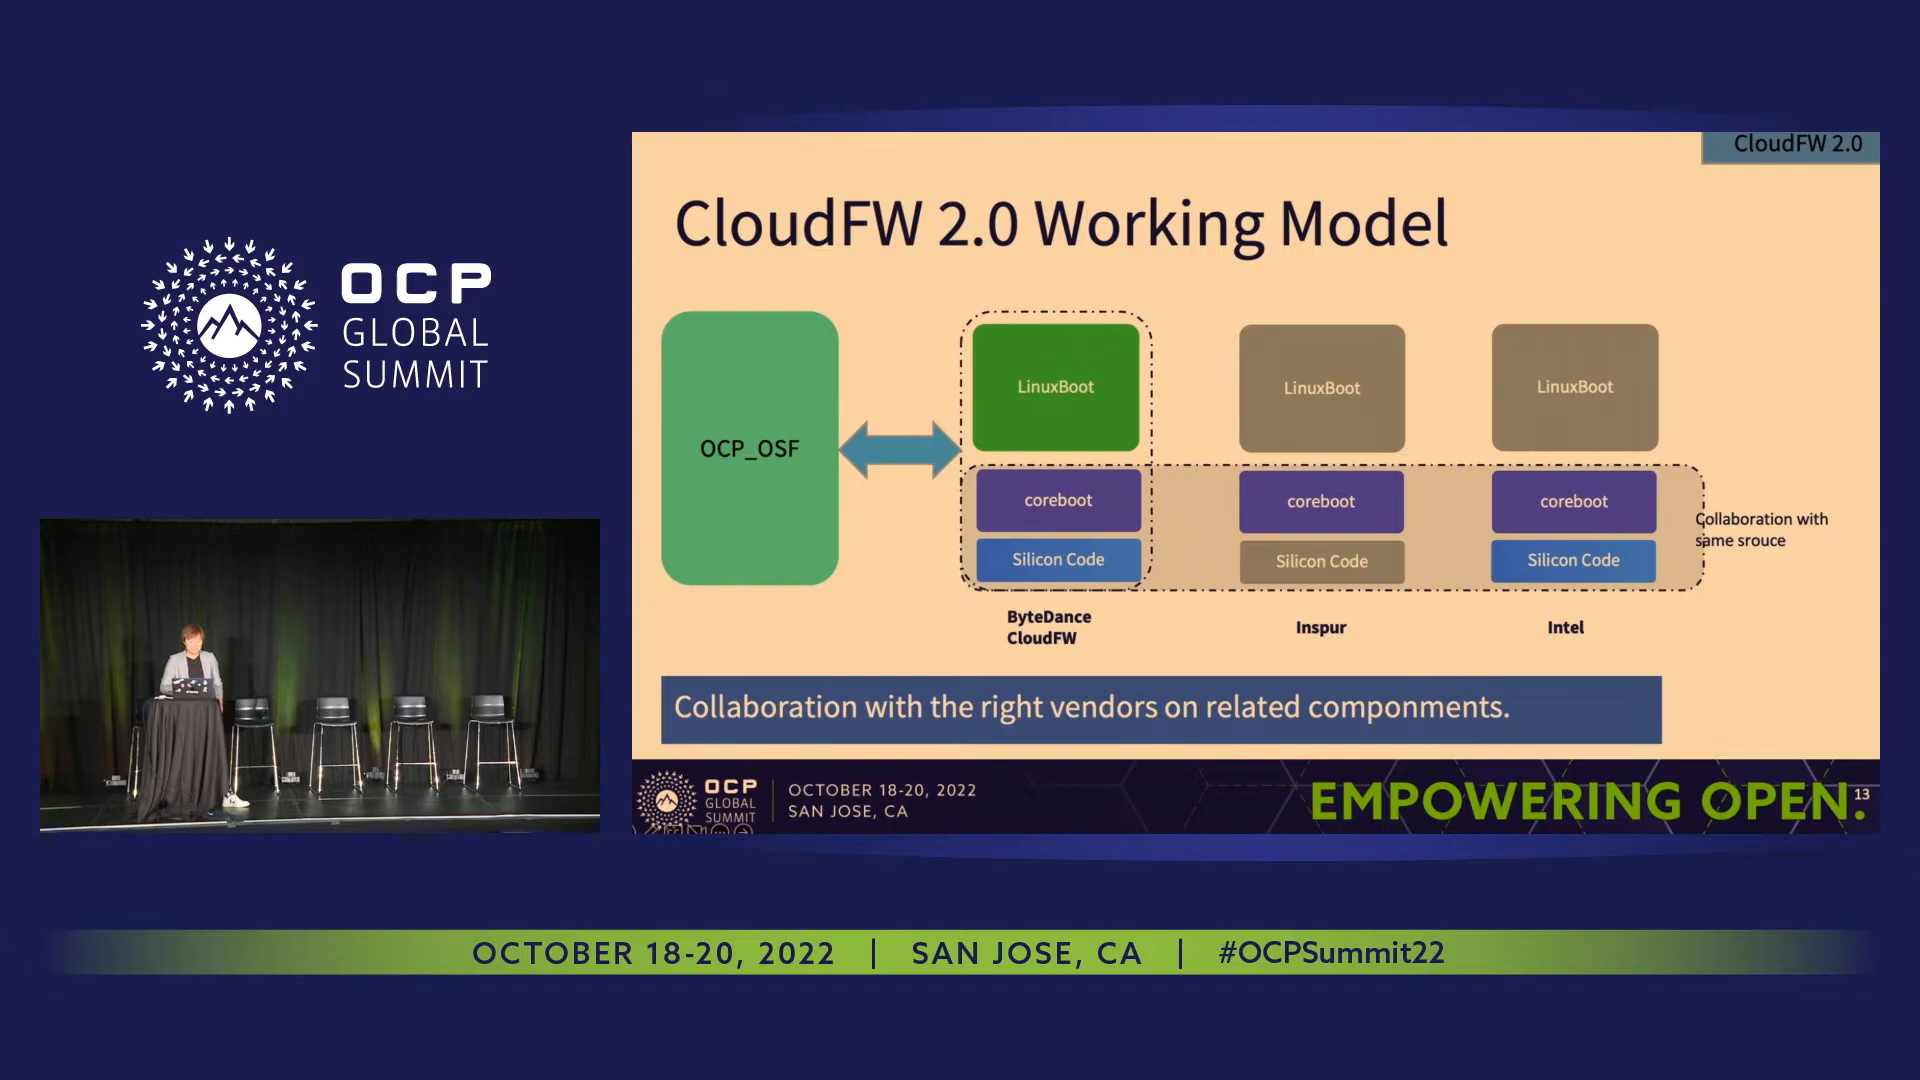 OCP
GLOBAL
SUMMIT
CloudFW 2.0
CloudFW 2.0 Working Model
OCP_OSF
LinuxBoot
LinuxBoot
LinuxBoot
coreboot
coreboot
coreboot
Silicon Code
Silicon Code
Silicon Code
Collaboration with
same srouce
ByteDance
CloudFW
Inspur
Intel
Collaboration with the right vendors on related componments.
OCP
GLOBAL
SUMMIT
OCTOBER 18-20, 2022
SAN JOSE, CA
EMPOWERING OPEN.
13
OCTOBER 18-20, 2022 | SAN JOSE, CA | #OCPSummit22